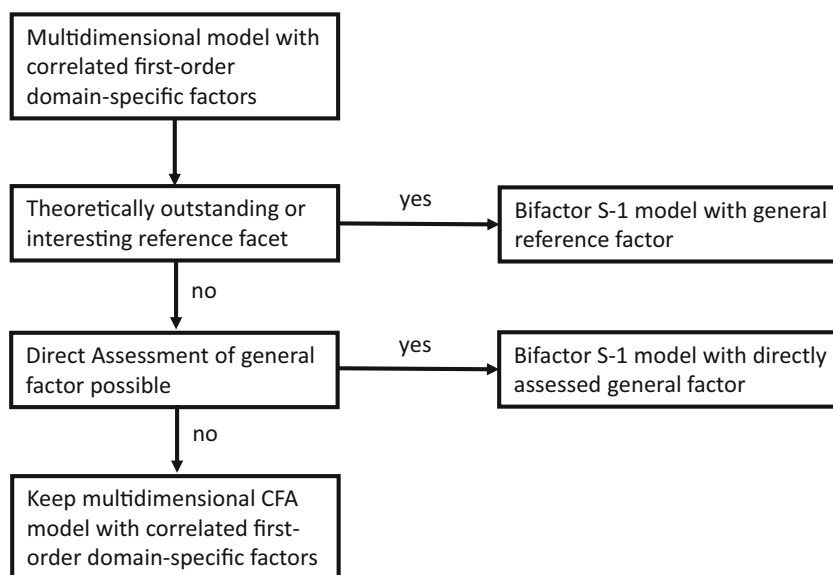 Multidimensional model with
correlated first-order
domain-specific factors
Theoretically outstanding or
interesting reference facet
yes
Bifactor S-1 model with general
reference factor
no
Direct Assessment of general
factor possible
yes
Bifactor S-1 model with directly
assessed general factor
no
Keep multidimensional CFA
model with correlated first-
order domain-specific factors